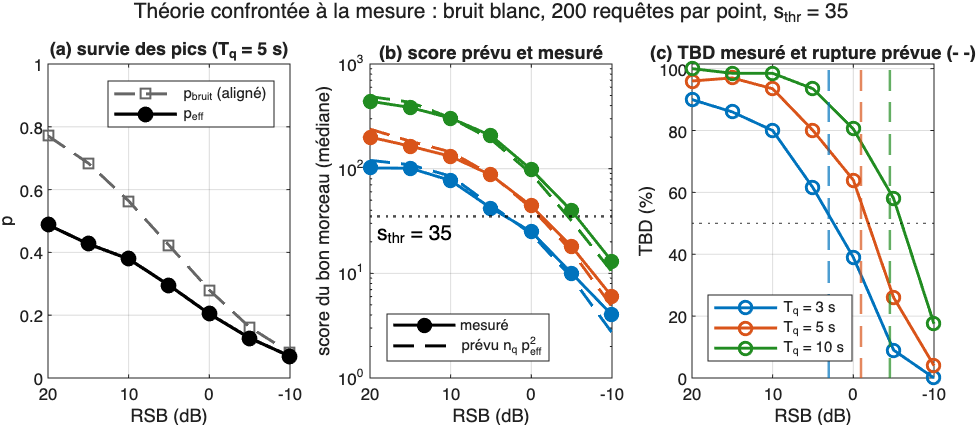 Théorie confrontée à la mesure : bruit blanc, 200 requêtes par point, s_thr = 35
(a) survie des pics (T_q = 5 s)
p
1
0.8
0.6
0.4
0.2
0
20 10 0 -10
RSB (dB)
p_bruit (aligné)
p_eff
(b) score prévu et mesuré
score du bon morceau (médiane)
10^3
10^2
10^1
10^0
20 10 0 -10
RSB (dB)
s_thr = 35
mesuré
prévu n_q p_eff^2
(c) TBD mesuré et rupture prévue (- -)
TBD (%)
100
80
60
40
20
0
20 10 0 -10
RSB (dB)
T_q = 3 s
T_q = 5 s
T_q = 10 s